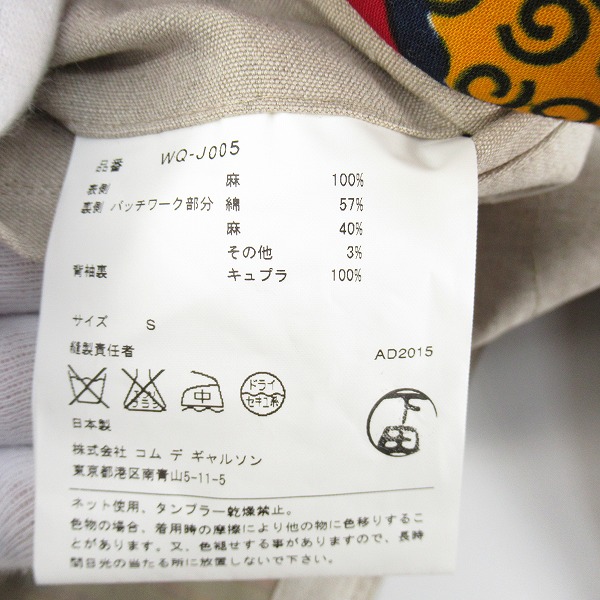 品番 WQ-J005
表側 麻 100%
裏側 パッチワーク部分 綿 57%
麻 40%
その他 3%
背袖裏 キュプラ 100%
サイズ S
縫製責任者 AD2015
中
ドライ
セキユ系
下田
日本製
株式会社 コム デ ギャルソン
東京都港区南青山5-11-5
ネット使用。タンブラー乾燥禁止。
色物の場合、着用時の摩擦により他の物に色移りするこ
とがあります。又、色褪せする事がありますので、長時
間日光の当たる所に放置しないで下さい。